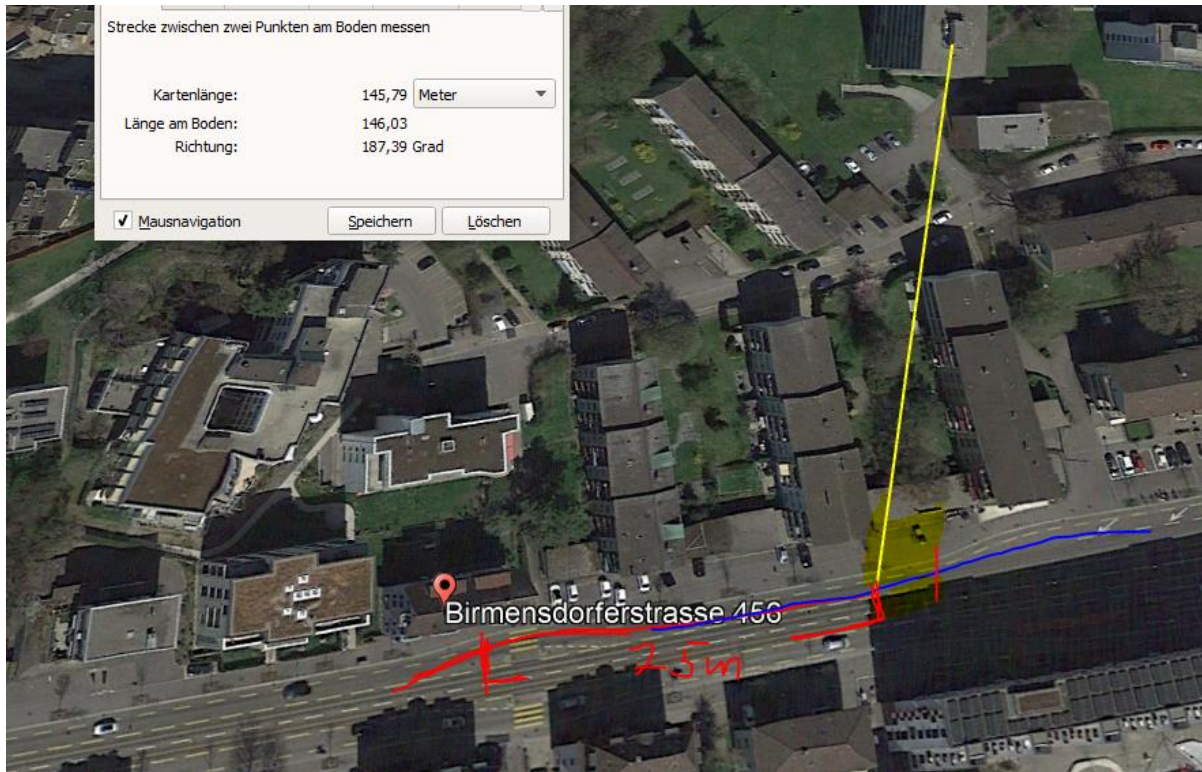 Strecke zwischen zwei Punkten am Boden messen
Kartenlänge: 145,79 Meter
Länge am Boden: 146,03
Richtung: 187,39 Grad
Mausnavigation Speichern Löschen
Birmensdorferstrasse 456
25m